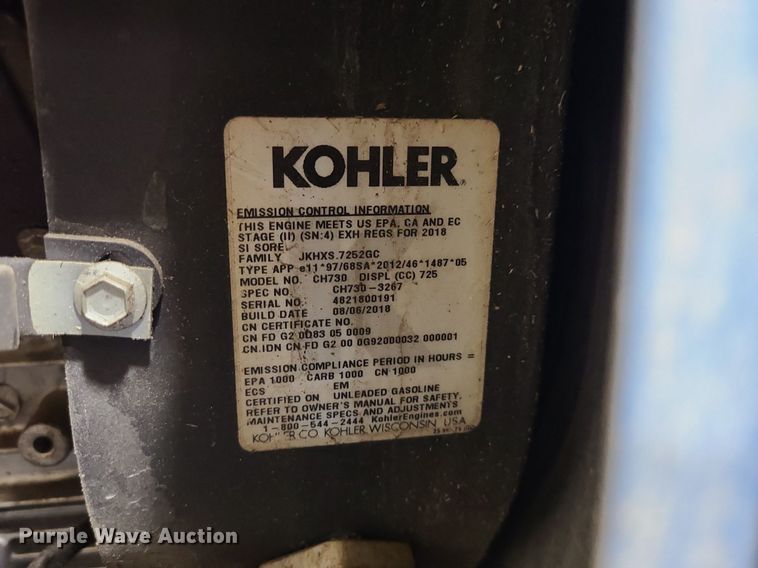 KOHLER
EMISSION CONTROL INFORMATION
THIS ENGINE MEETS US EPA, CA AND EC
STAGE (II) (SN:4) EXH REGS FOR 2018
SI SORE
FAMILY JKHXS.7252GC
TYPE APP e11*97/68SA*2012/46*1487*05
MODEL NO. CH730 DISPL (CC) 725
SPEC NO. CH730-3267
SERIAL NO. 4821800191
BUILD DATE 08/06/2018
CN CERTIFICATE NO.
CN FD G2 0D83 05 0009
CN.IDN CN FD G2 00 0G92000032 000001
EMISSION COMPLIANCE PERIOD IN HOURS =
EPA 1000 CARB 1000 CN 1000
ECS EM
CERTIFIED ON UNLEADED GASOLINE
REFER TO OWNER'S MANUAL FOR SAFETY,
MAINTENANCE SPECS AND ADJUSTMENTS
1-800-544-2444 KohlerEngines.com
KOHLER CO. KOHLER, WISCONSIN USA
Purple Wave Auction